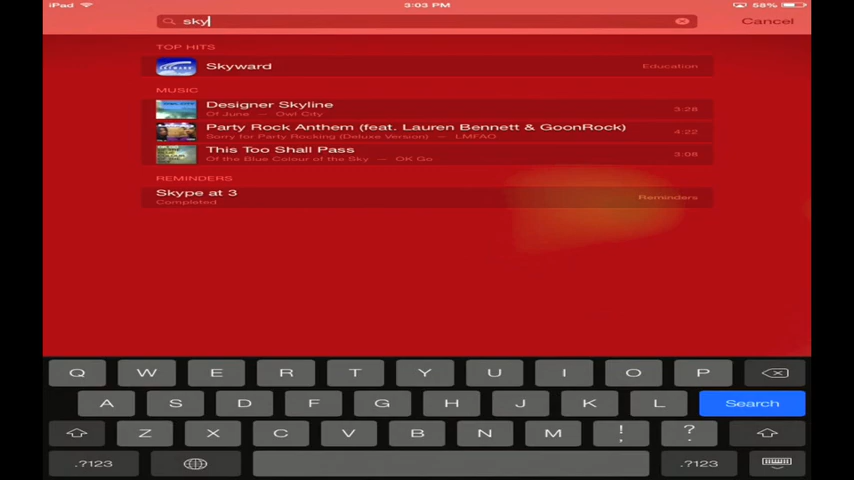 iPad 3:03 PM 58%
sky Cancel
TOP HITS
Skyward Education
MUSIC
Designer Skyline
Of June — Owl City 3:28
Party Rock Anthem (feat. Lauren Bennett & GoonRock)
Sorry for Party Rocking (Deluxe Version) — LMFAO 4:22
This Too Shall Pass
Of the Blue Colour of the Sky — OK Go 3:08
REMINDERS
Skype at 3
Completed Reminders
Q W E R T Y U I O P
A S D F G H J K L Search
Z X C V B N M ! , ? .
.?123 .?123